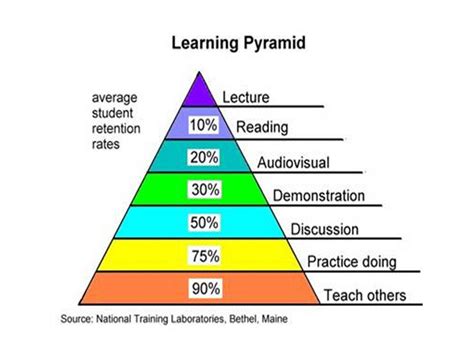 Learning Pyramid
average
student
retention
rates
Lecture
10% Reading
20% Audiovisual
30% Demonstration
50% Discussion
75% Practice doing
90% Teach others
Source: National Training Laboratories, Bethel, Maine